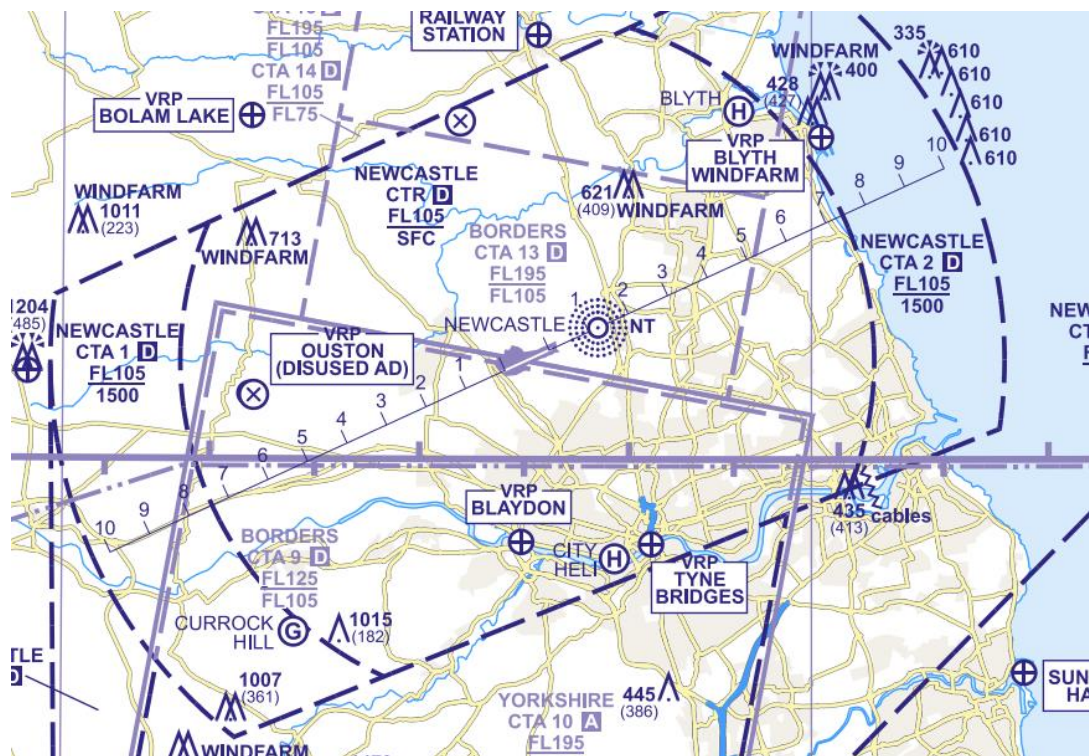 FL195
FL105
CTA 14 D
FL105
FL75
RAILWAY
STATION
VRP
BOLAM LAKE
WINDFARM
400
428
(427)
335
610
610
610
610
610
BLYTH
H
VRP
BLYTH
WINDFARM
NEWCASTLE
CTR D
FL105
SFC
621
(409)
WINDFARM
WINDFARM
1011
(223)
713
WINDFARM
BORDERS
CTA 13 D
FL195
FL105
NEWCASTLE
CTA 2 D
FL105
1500
10
9
8
7
6
5
4
3
2
1
NEWCASTLE
NT
1204
(485)
NEWCASTLE
CTA 1 D
FL105
1500
VRP
OUSTON
(DISUSED AD)
1
2
3
4
5
6
7
8
9
10
VRP
BLAYDON
435
(413)
cables
BORDERS
CTA 9 D
FL125
FL105
CITY
HELI
H
VRP
TYNE
BRIDGES
CURROCK
HILL
G
1015
(182)
1007
(361)
WINDFARM
YORKSHIRE
CTA 10 A
FL195
445
(386)